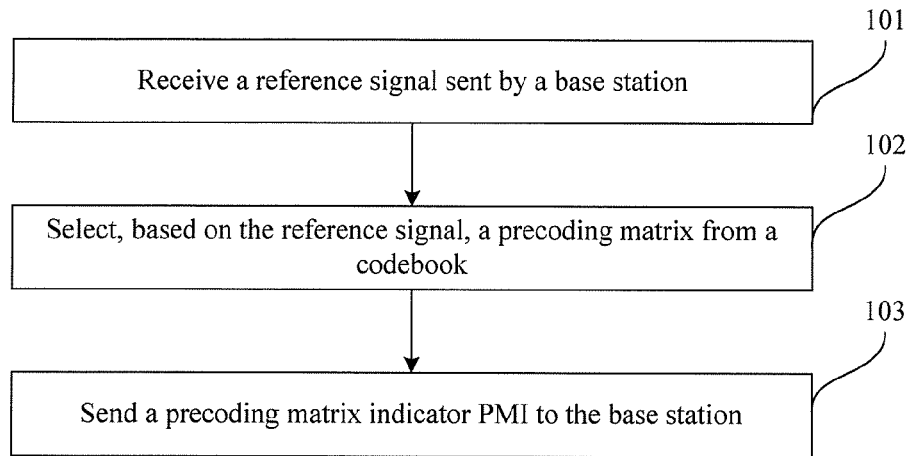 101
Receive a reference signal sent by a base station
102
Select, based on the reference signal, a precoding matrix from a
codebook
103
Send a precoding matrix indicator PMI to the base station